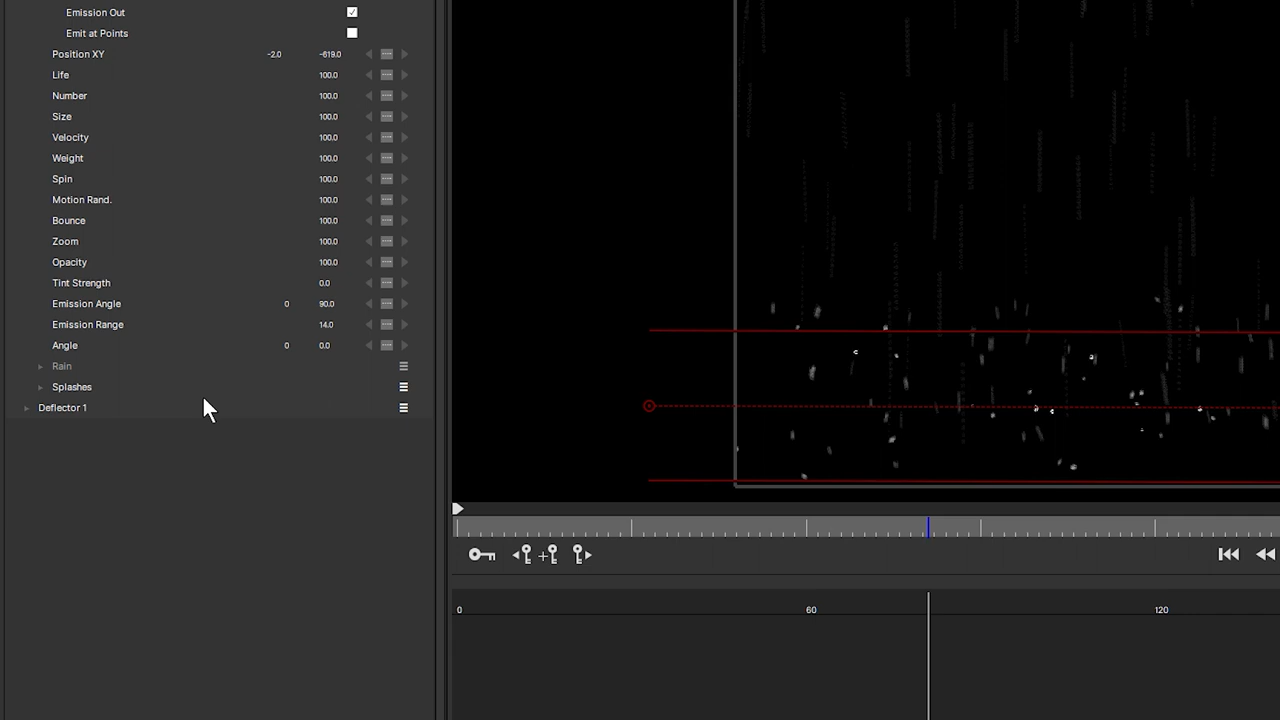 Emission Out
Emit at Points
Position XY -2.0 -619.0
Life 100.0
Number 100.0
Size 100.0
Velocity 100.0
Weight 100.0
Spin 100.0
Motion Rand. 100.0
Bounce 100.0
Zoom 100.0
Opacity 100.0
Tint Strength 0.0
Emission Angle 0 90.0
Emission Range 14.0
Angle 0 0.0
Rain
Splashes
Deflector 1
0 60 120